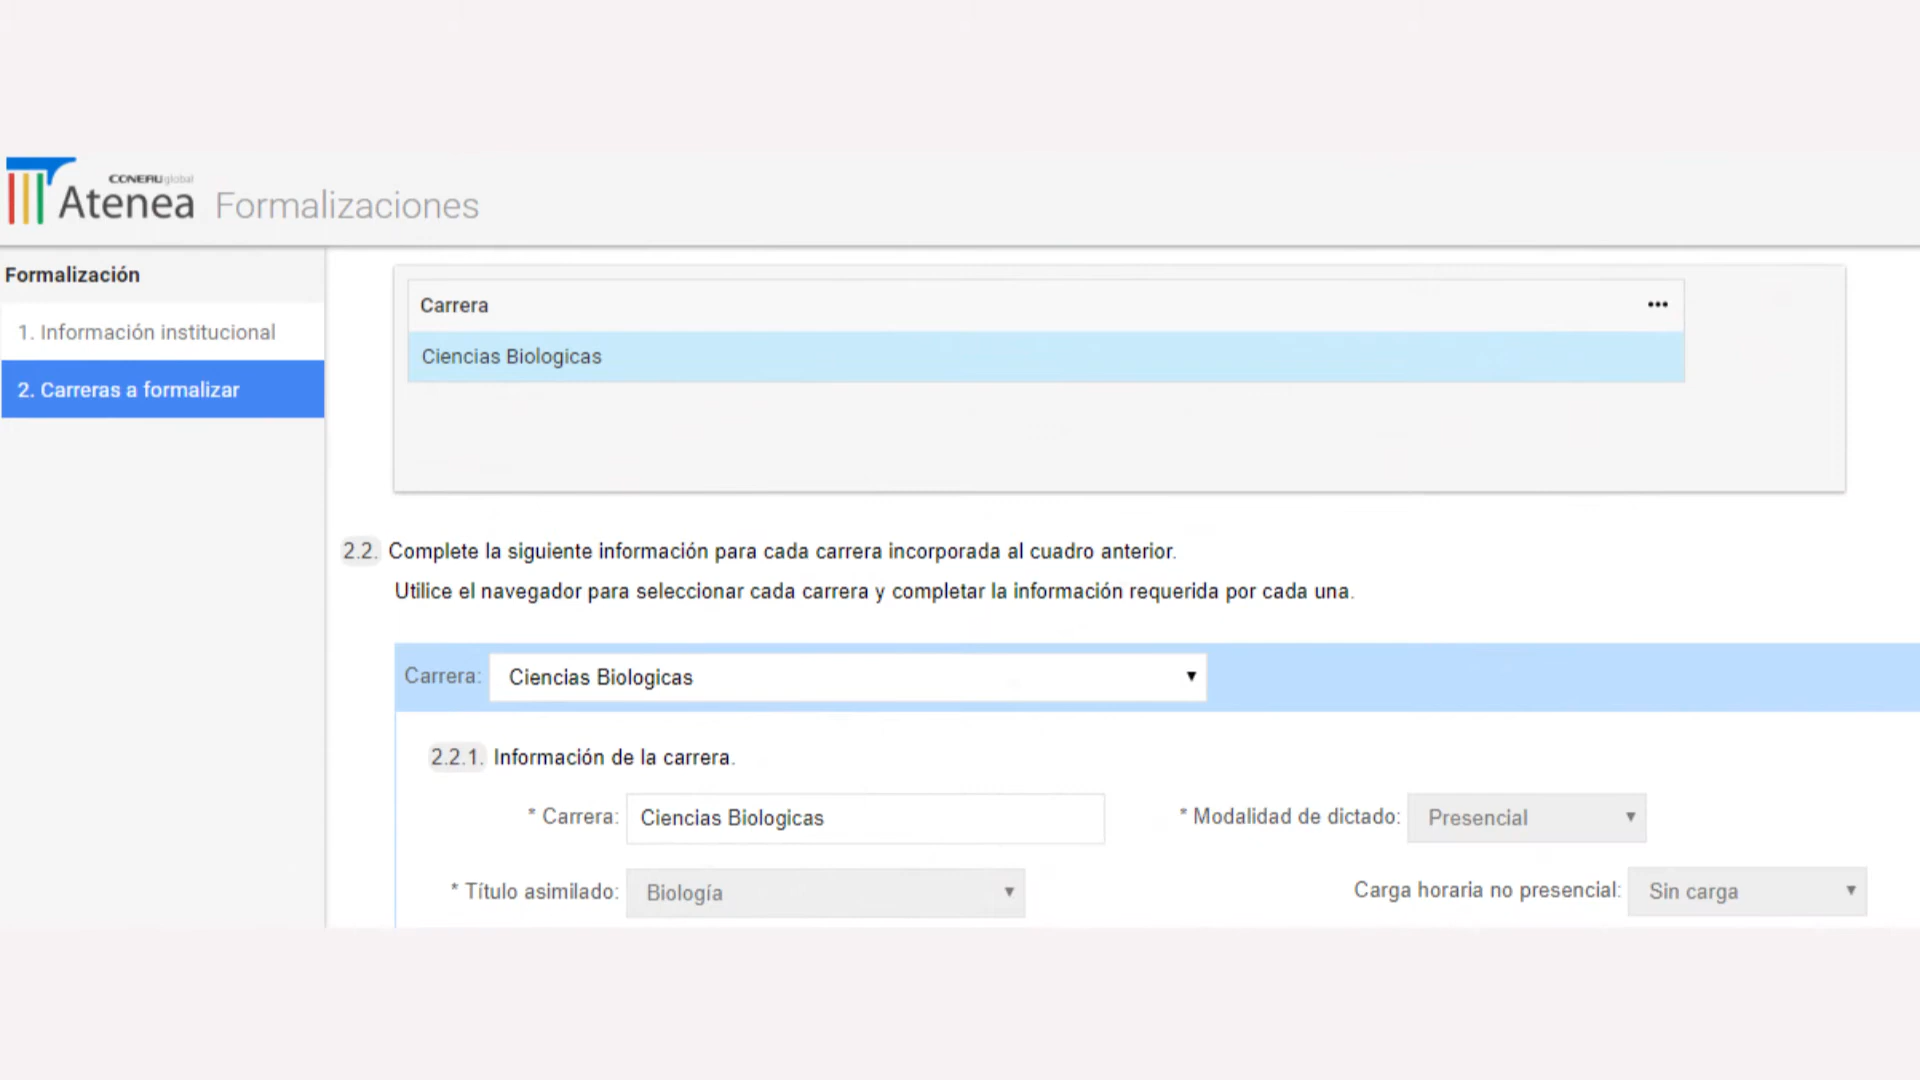 CONEAU global
Atenea Formalizaciones
Formalización
1. Información institucional
2. Carreras a formalizar
Carrera
Ciencias Biologicas
2.2. Complete la siguiente información para cada carrera incorporada al cuadro anterior.
Utilice el navegador para seleccionar cada carrera y completar la información requerida por cada una.
Carrera: Ciencias Biologicas
2.2.1. Información de la carrera.
* Carrera: Ciencias Biologicas
* Modalidad de dictado: Presencial
* Título asimilado: Biología
Carga horaria no presencial: Sin carga